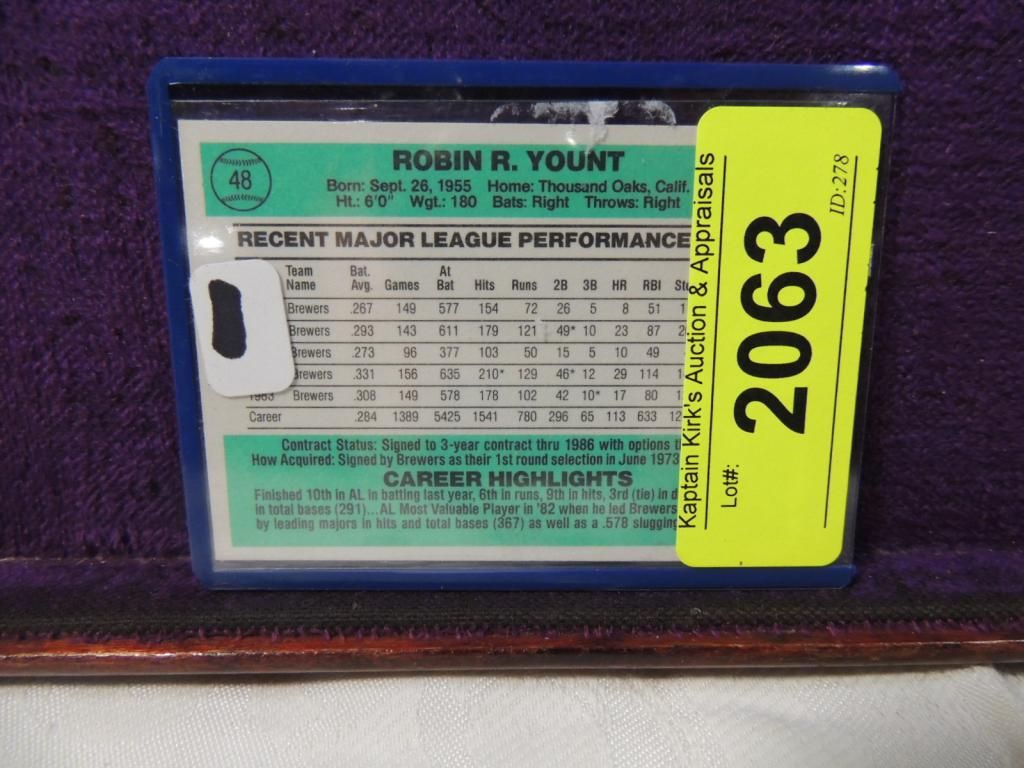 48
ROBIN R. YOUNT
Born: Sept. 26, 1955 Home: Thousand Oaks, Calif.
Ht.: 6'0" Wgt.: 180 Bats: Right Throws: Right
RECENT MAJOR LEAGUE PERFORMANCE
Team Name Bat. Avg. Games At Bat Hits Runs 2B 3B HR RBI
Brewers .267 149 577 154 72 26 5 8 51
Brewers .293 143 611 179 121 49* 10 23 87
Brewers .273 96 377 103 50 15 5 10 49
Brewers .331 156 635 210* 129 46* 12 29 114
1983 Brewers .308 149 578 178 102 42 10* 17 80
Career .284 1389 5425 1541 780 296 65 113 633
Contract Status: Signed to 3-year contract thru 1986 with options
How Acquired: Signed by Brewers as their 1st round selection in June 1973
CAREER HIGHLIGHTS
Finished 10th in AL in batting last year, 6th in runs, 9th in hits, 3rd (tie) in
in total bases (291)...AL Most Valuable Player in '82 when he led Brewers
by leading majors in hits and total bases (367) as well as a .578 slugging
Kaptain Kirk's Auction & Appraisals
Lot#:
2063
ID:278